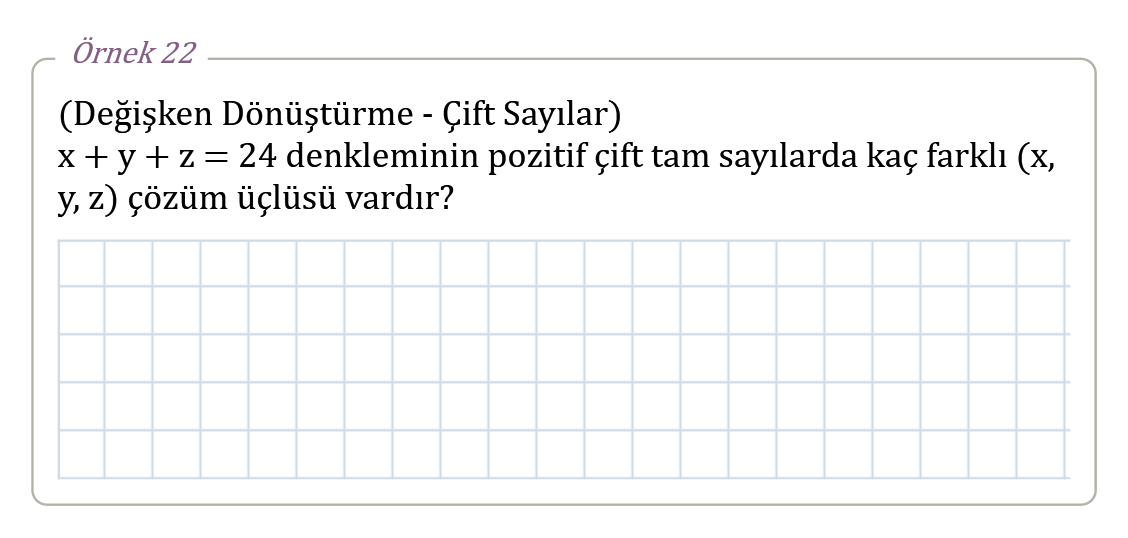 Örnek 22
(Değişken Dönüştürme - Çift Sayılar)
x + y + z = 24 denkleminin pozitif çift tam sayılarda kaç farklı (x,
y, z) çözüm üçlüsü vardır?